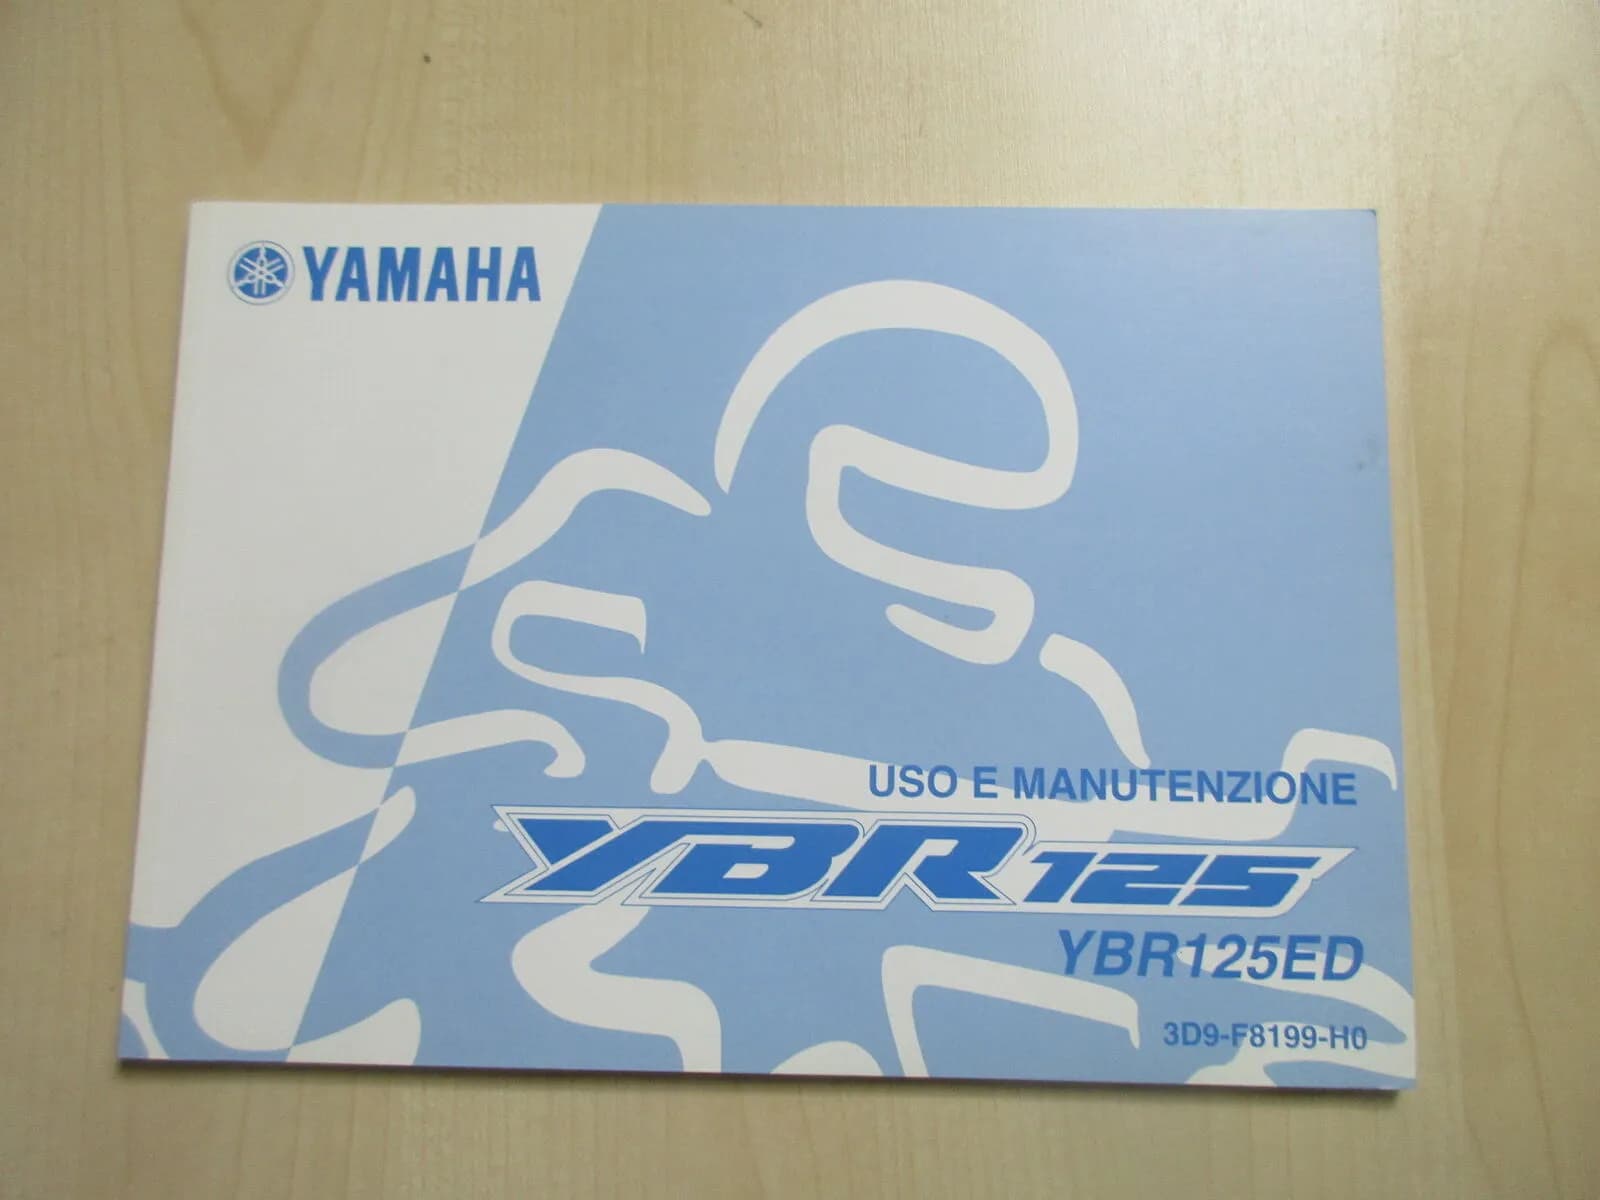 YAMAHA
USO E MANUTENZIONE
YBR125
YBR125ED
3D9-F8199-H0